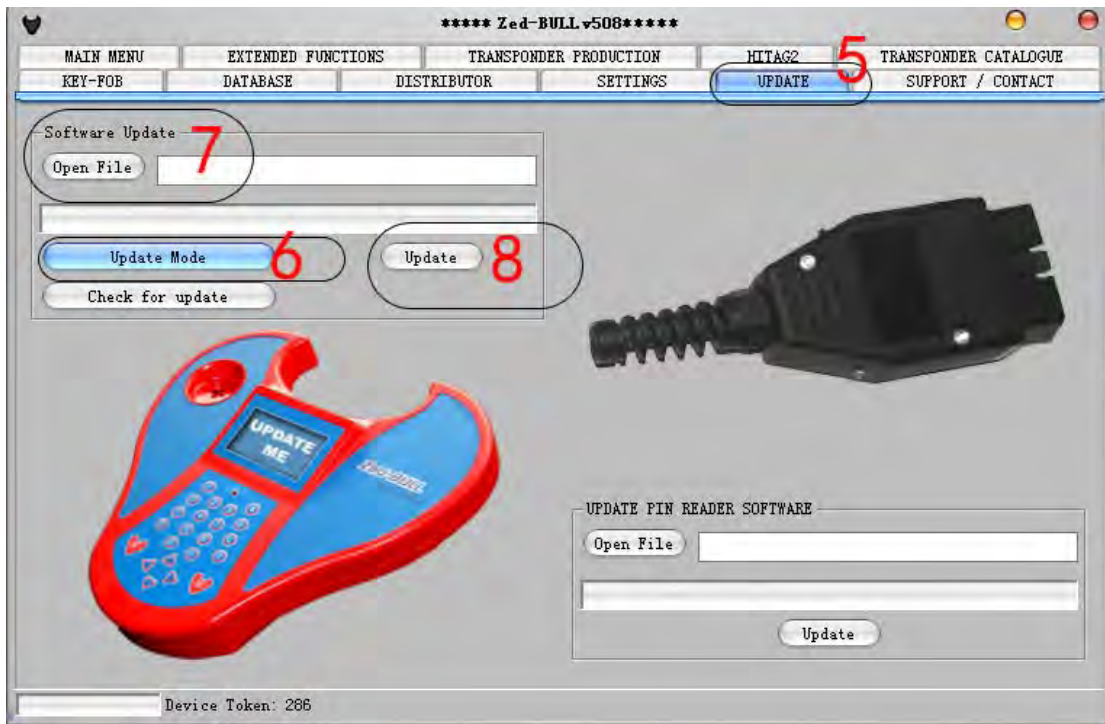 ***** Zed-BULL v508*****
MAIN MENU EXTENDED FUNCTIONS TRANSPONDER PRODUCTION HITAG2 TRANSPONDER CATALOGUE
KEY-FOB DATABASE DISTRIBUTOR SETTINGS UPDATE 5 SUPPORT / CONTACT
Software Update 7
Open File
Update Mode 6 Update 8
Check for update
UPDATE
ME
Zed-BULL
UPDATE PIN READER SOFTWARE
Open File
Update
Device Token: 286